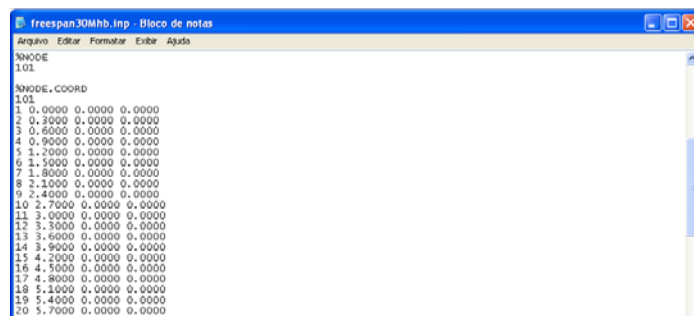 freespan30Mhb.inp - Bloco de notas
Arquivo Editar Formatar Exibir Ajuda
%NODE
101
%NODE.COORD
101
1 0.0000 0.0000 0.0000
2 0.3000 0.0000 0.0000
3 0.6000 0.0000 0.0000
4 0.9000 0.0000 0.0000
5 1.2000 0.0000 0.0000
6 1.5000 0.0000 0.0000
7 1.8000 0.0000 0.0000
8 2.1000 0.0000 0.0000
9 2.4000 0.0000 0.0000
10 2.7000 0.0000 0.0000
11 3.0000 0.0000 0.0000
12 3.3000 0.0000 0.0000
13 3.6000 0.0000 0.0000
14 3.9000 0.0000 0.0000
15 4.2000 0.0000 0.0000
16 4.5000 0.0000 0.0000
17 4.8000 0.0000 0.0000
18 5.1000 0.0000 0.0000
19 5.4000 0.0000 0.0000
20 5.7000 0.0000 0.0000